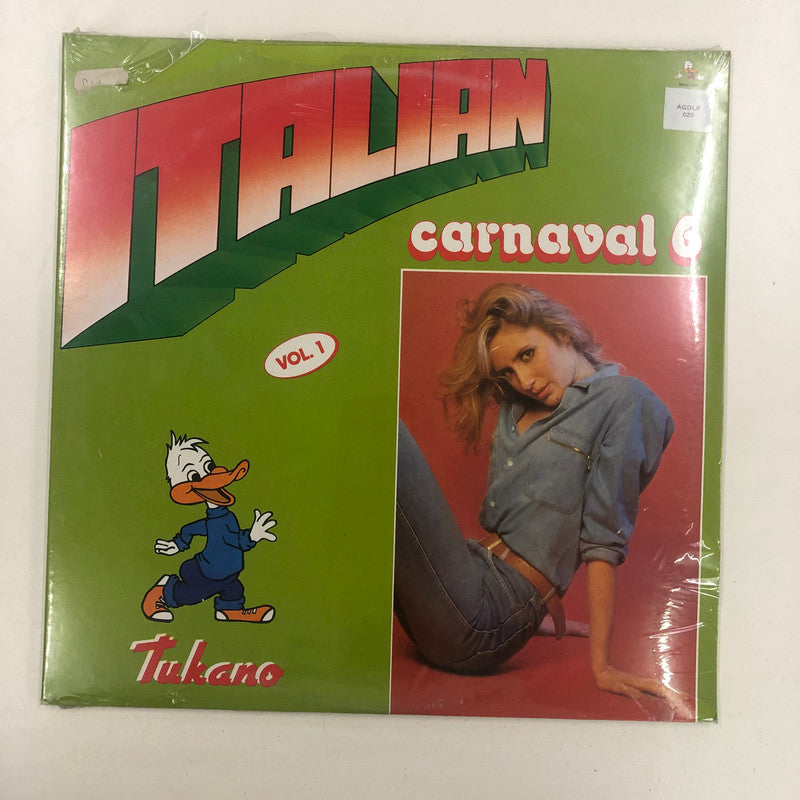 ITALIAN
AGDLP
020
carnaval 6
VOL. 1
Tukano